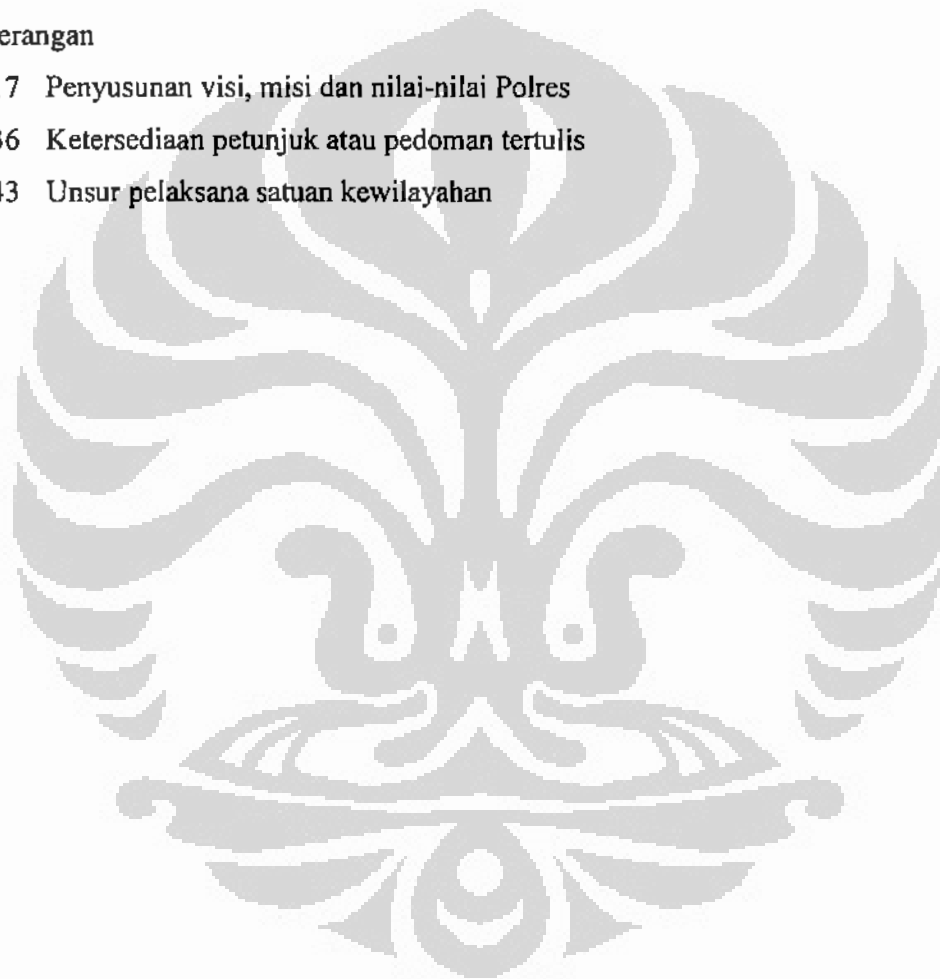 erangan
7 Penyusunan visi, misi dan nilai-nilai Polres
36 Ketersediaan petunjuk atau pedoman tertulis
43 Unsur pelaksana satuan kewilayahan